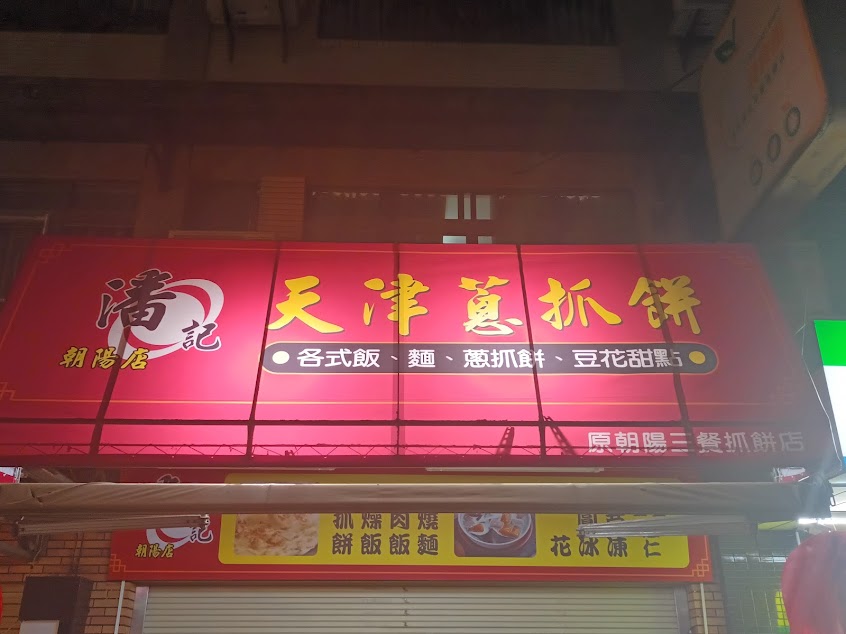 潘記
朝陽店
天津蔥抓餅
各式飯、麵、蔥抓餅、豆花甜點
原朝陽三餐抓餅店
記
朝陽店
抓餅
燥飯
肉飯
燒麵
花
冰
凍
仁